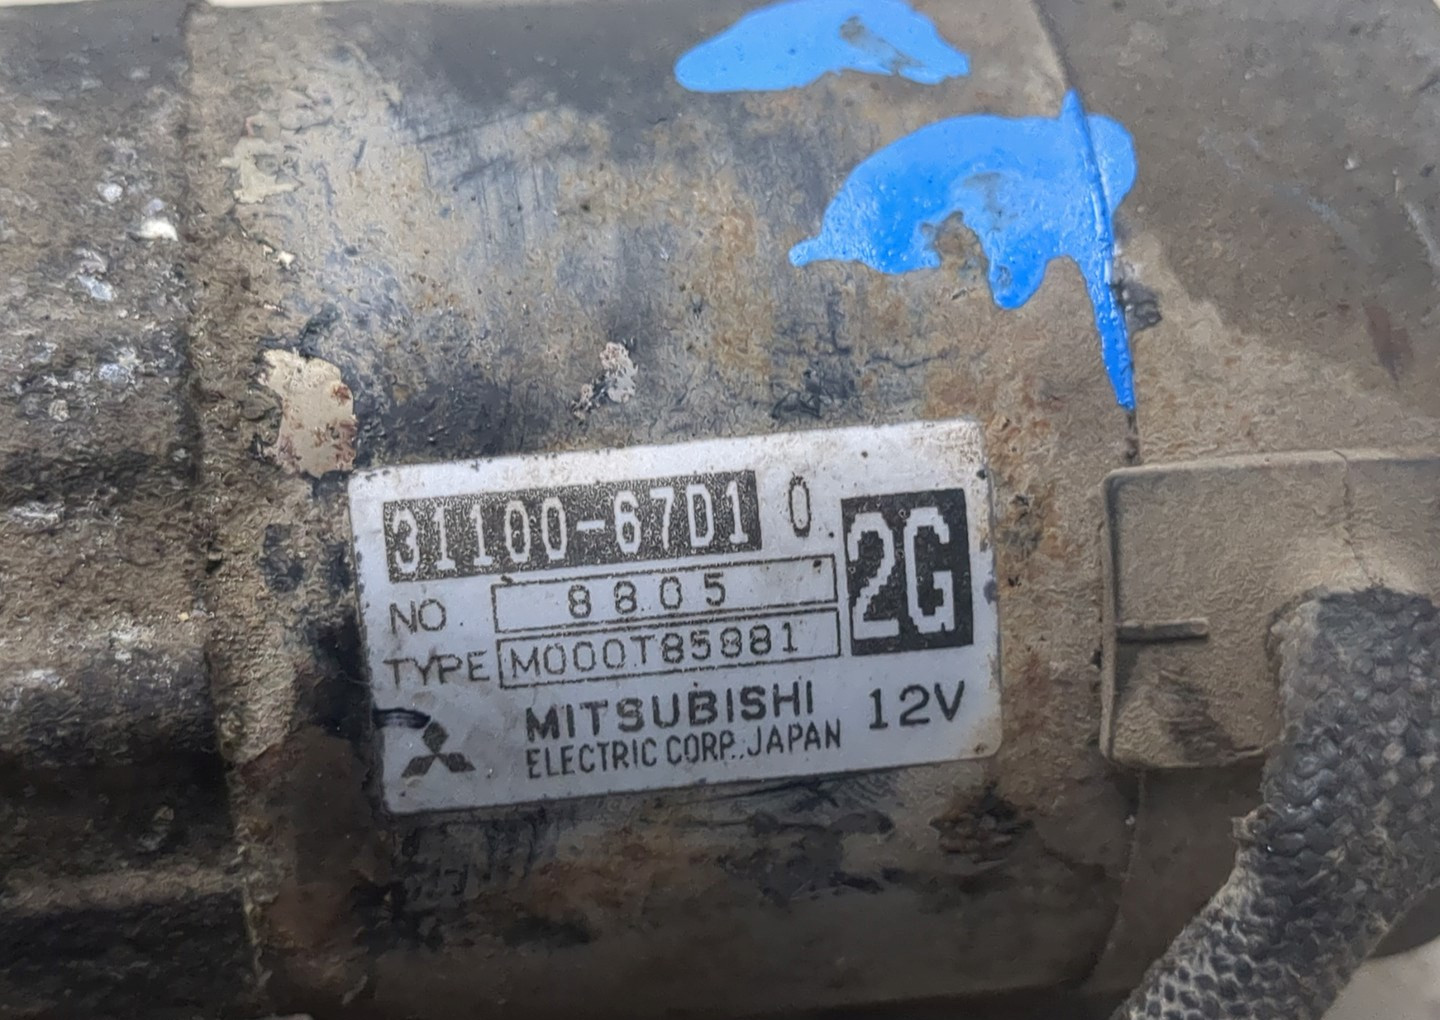 31100-67D1 0
2G
NO. 8805
TYPE M000T85881
MITSUBISHI 12V
ELECTRIC CORP. JAPAN